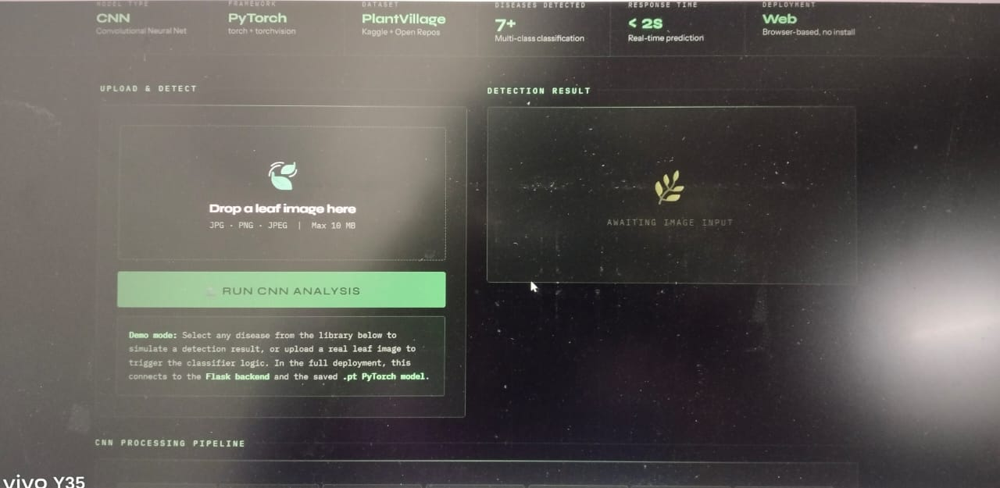 MODEL TYPE
CNN
Convolutional Neural Net
FRAMEWORK
PyTorch
torch + torchvision
DATASET
PlantVillage
Kaggle + Open Repos
DISEASES DETECTED
7+
Multi-class classification
RESPONSE TIME
< 2S
Real-time prediction
DEPLOYMENT
Web
Browser-based, no install
UPLOAD & DETECT
Drop a leaf image here
JPG · PNG · JPEG | Max 10 MB
RUN CNN ANALYSIS
Demo mode: Select any disease from the library below to
simulate a detection result, or upload a real leaf image to
trigger the classifier logic. In the full deployment, this
connects to the Flask backend and the saved .pt PyTorch model.
DETECTION RESULT
AWAITING IMAGE INPUT
CNN PROCESSING PIPELINE
vivo Y35